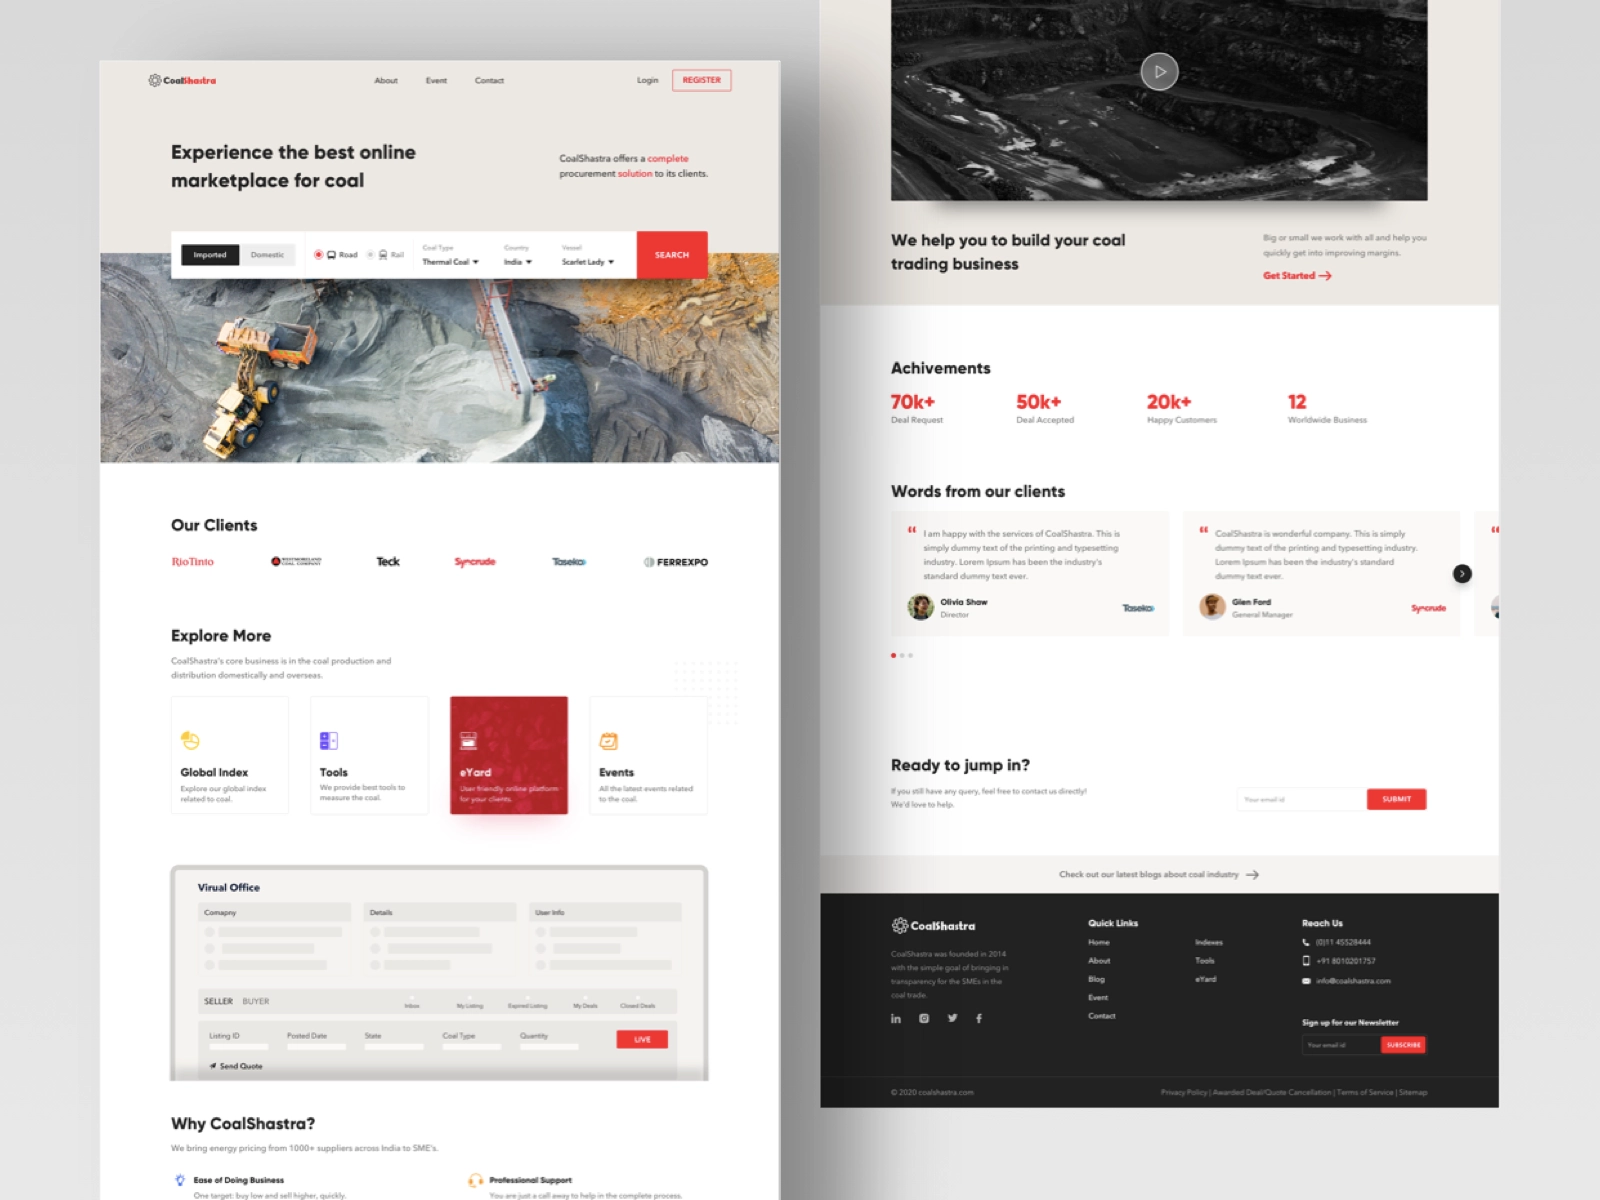 CoalShastra
About
Event
Contact
Login
REGISTER
Experience the best online
marketplace for coal
CoalShastra offers a complete
procurement solution to its clients.
Imported
Domestic
Road
Rail
Coal Type
Thermal Coal
Country
India
Vessel
Scarlet Lady
SEARCH
Our Clients
RioTinto
WESTMORELAND
COAL COMPANY
Teck
Syncrude
Taseko
FERREXPO
Explore More
CoalShastra's core business is in the coal production and
distribution domestically and overseas.
Global Index
Explore our global index
related to coal.
Tools
We provide best tools to
measure the coal.
eYard
User friendly online platform
for your clients.
Events
All the latest events related
to the coal.
Virual Office
Comapny
Details
User Info
SELLER
BUYER
Inbox
My Listing
Expired Listing
My Deals
Closed Deals
Listing ID
Posted Date
State
Coal Type
Quantity
LIVE
Send Quote
Why CoalShastra?
We bring energy pricing from 1000+ suppliers across India to SME's.
Ease of Doing Business
One target: buy low and sell higher, quickly.
Professional Support
You are just a call away to help in the complete process.
We help you to build your coal
trading business
Big or small we work with all and help you
quickly get into improving margins.
Get Started
Achivements
70k+
Deal Request
50k+
Deal Accepted
20k+
Happy Customers
12
Worldwide Business
Words from our clients
“ I am happy with the services of CoalShastra. This is
simply dummy text of the printing and typesetting
industry. Lorem Ipsum has been the industry's
standard dummy text ever.
Olivia Shaw
Director
Taseko
“ CoalShastra is wonderful company. This is simply
dummy text of the printing and typesetting industry.
Lorem Ipsum has been the industry's standard
dummy text ever.
Glen Ford
General Manager
Syncrude
“
Ready to jump in?
If you still have any query, feel free to contact us directly!
We'd love to help.
Your email id
SUBMIT
Check out our latest blogs about coal industry
CoalShastra
CoalShastra was founded in 2014
with the simple goal of bringing in
transparency for the SMEs in the
coal trade.
Quick Links
Home
About
Blog
Event
Contact
Indexes
Tools
eYard
Reach Us
(0)11 45528444
+91 8010201757
info@coalshastra.com
Sign up for our Newsletter
Your email id
SUBSCRIBE
© 2020 coalshastra.com
Privacy Policy | Awarded Deal/Quote Cancellation | Terms of Service | Sitemap